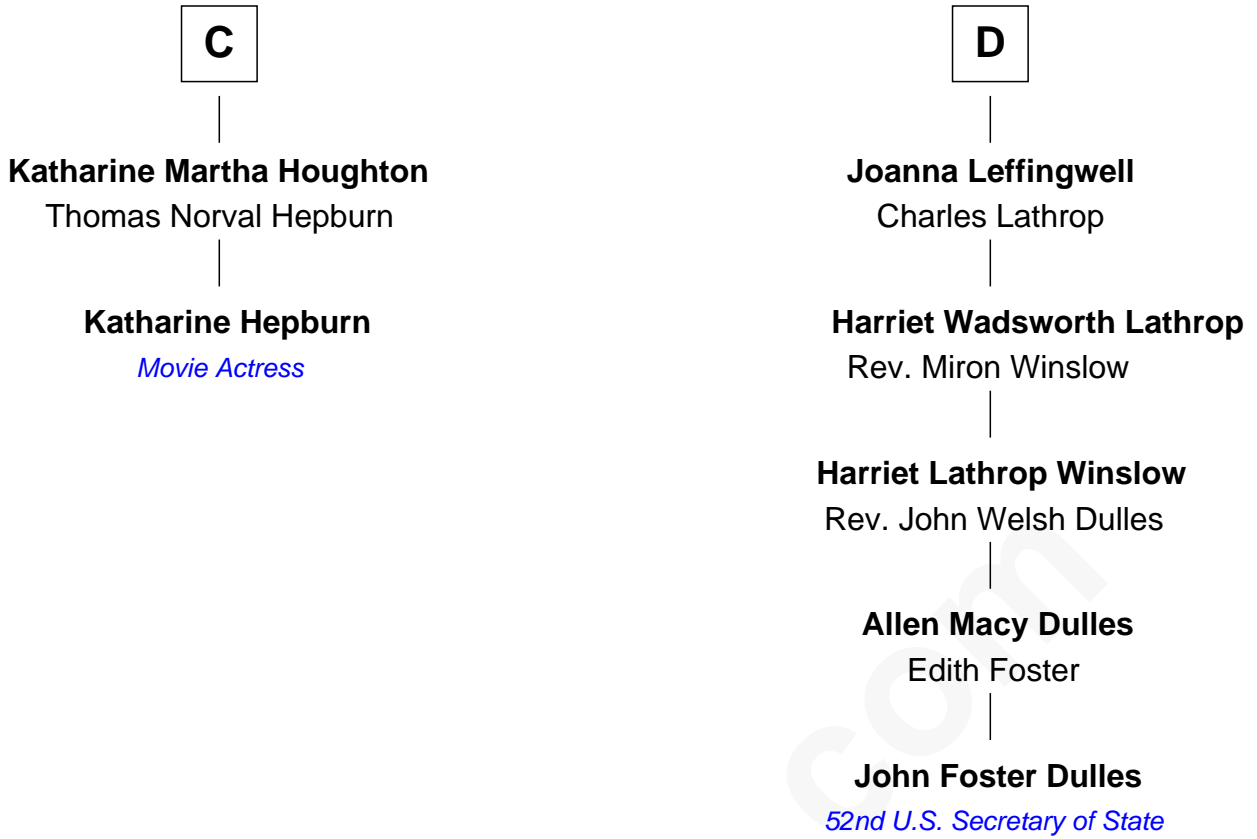 C
Katharine Martha Houghton
Thomas Norval Hepburn
Katharine Hepburn
Movie Actress
D
Joanna Leffingwell
Charles Lathrop
Harriet Wadsworth Lathrop
Rev. Miron Winslow
Harriet Lathrop Winslow
Rev. John Welsh Dulles
Allen Macy Dulles
Edith Foster
John Foster Dulles
52nd U.S. Secretary of State
com